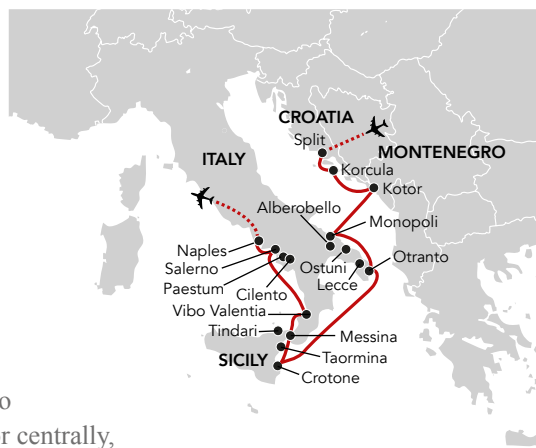 CROATIA
Split
MONTENEGRO
ITALY
Korcula
Kotor
Alberobello
Monopoli
Naples
Otranto
Salerno
Ostuni
Paestum
Lecce
Cilento
Vibo Valentia
Tindari
Messina
Taormina
SICILY
Crotone
o
r centrally,